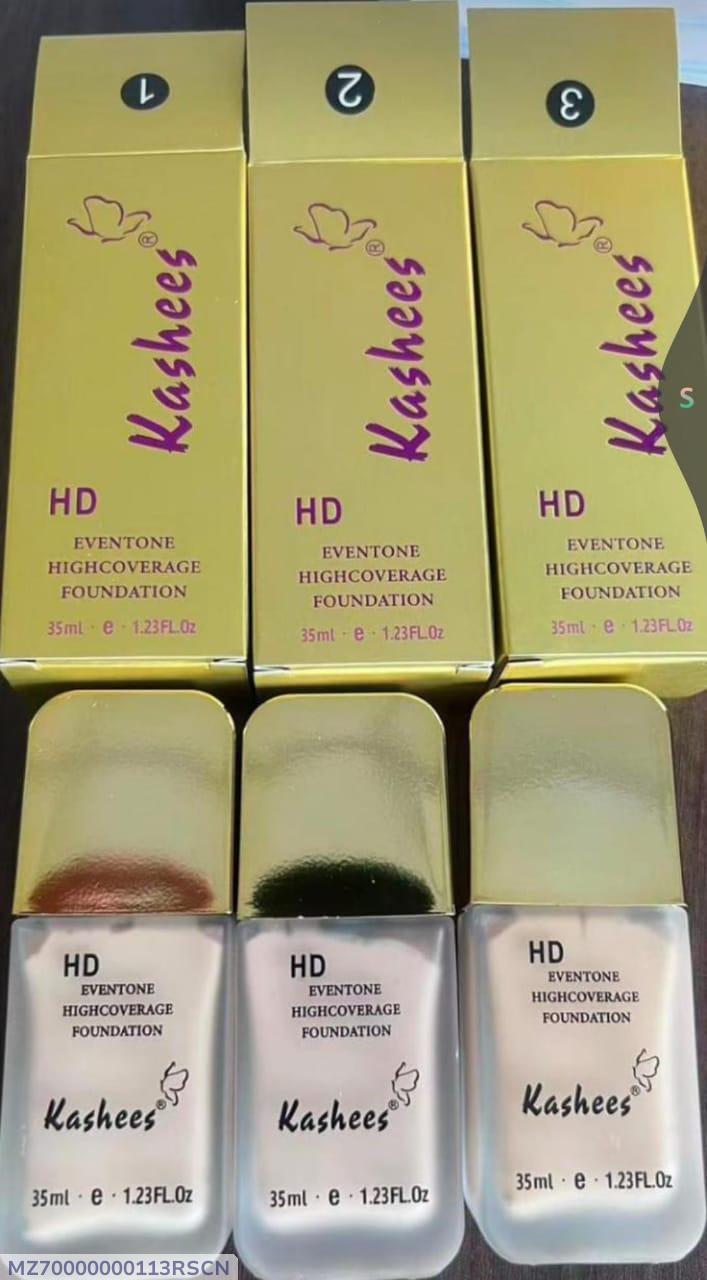 1
2
3
Kashees®
Kashees®
Kashees®
HD
EVENTONE
HIGHCOVERAGE
FOUNDATION
35ml · e · 1.23FL.Oz
HD
EVENTONE
HIGHCOVERAGE
FOUNDATION
35ml · e · 1.23FL.Oz
HD
EVENTONE
HIGHCOVERAGE
FOUNDATION
35ml · e · 1.23FL.Oz
S
HD
EVENTONE
HIGHCOVERAGE
FOUNDATION
Kashees®
35ml · e · 1.23FL.Oz
HD
EVENTONE
HIGHCOVERAGE
FOUNDATION
Kashees®
35ml · e · 1.23FL.Oz
HD
EVENTONE
HIGHCOVERAGE
FOUNDATION
Kashees®
35ml · e · 1.23FL.Oz
MZ70000000113RSCN